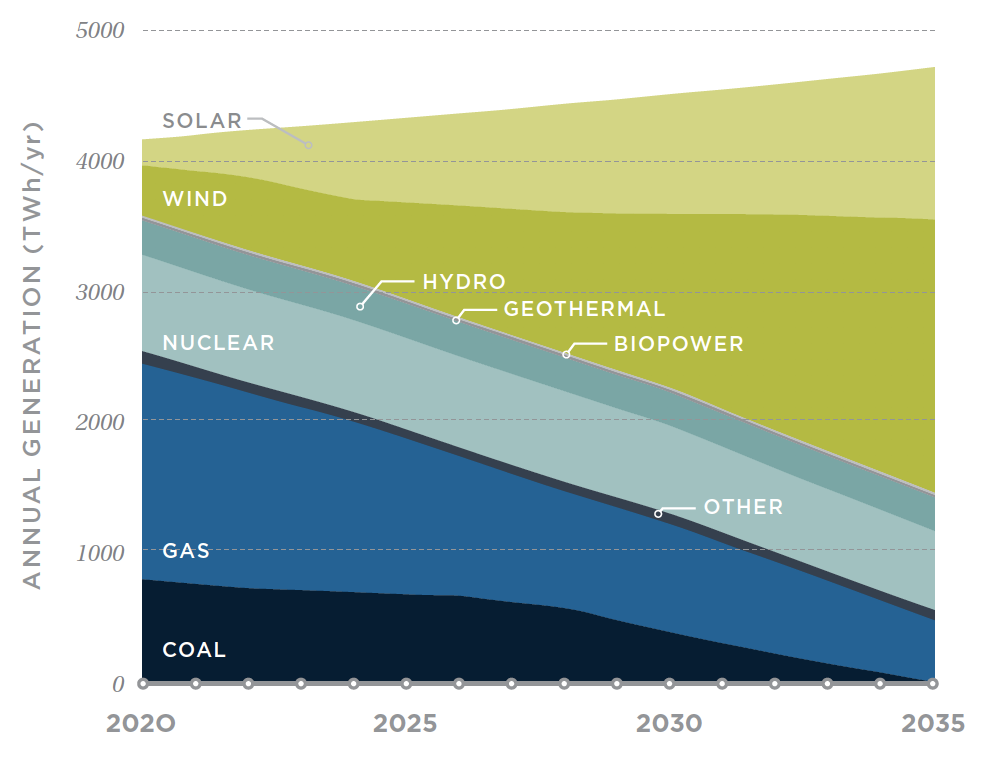 5000
SOLAR
4000
WIND
3000
HYDRO
GEOTHERMAL
BIOPOWER
NUCLEAR
2000
OTHER
1000
GAS
COAL
0
2020
2025
2030
2035
ANNUAL GENERATION (TWh/yr)